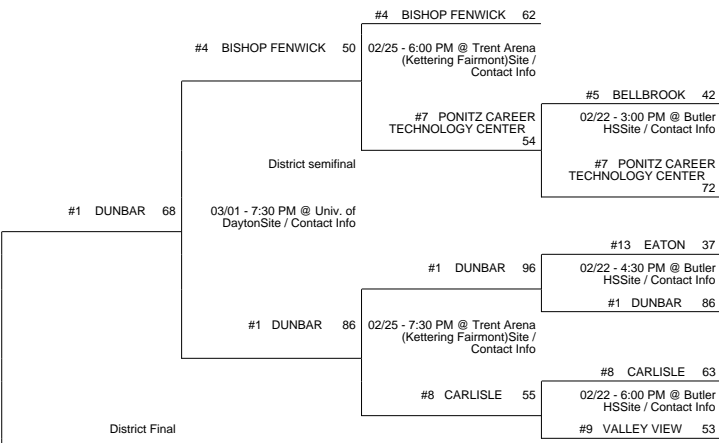 #4 BISHOP FENWICK 62
#4 BISHOP FENWICK 50
02/25 - 6:00 PM @ Trent Arena
(Kettering Fairmont)Site /
Contact Info
#5 BELLBROOK 42
#7 PONITZ CAREER
TECHNOLOGY CENTER
54
02/22 - 3:00 PM @ Butler
HSSite / Contact Info
District semifinal
#7 PONITZ CAREER
TECHNOLOGY CENTER
72
#1 DUNBAR 68
03/01 - 7:30 PM @ Univ. of
DaytonSite / Contact Info
#13 EATON 37
#1 DUNBAR 96
02/22 - 4:30 PM @ Butler
HSSite / Contact Info
#1 DUNBAR 86
#1 DUNBAR 86
02/25 - 7:30 PM @ Trent Arena
(Kettering Fairmont)Site /
Contact Info
#8 CARLISLE 63
#8 CARLISLE 55
02/22 - 6:00 PM @ Butler
HSSite / Contact Info
District Final
#9 VALLEY VIEW 53